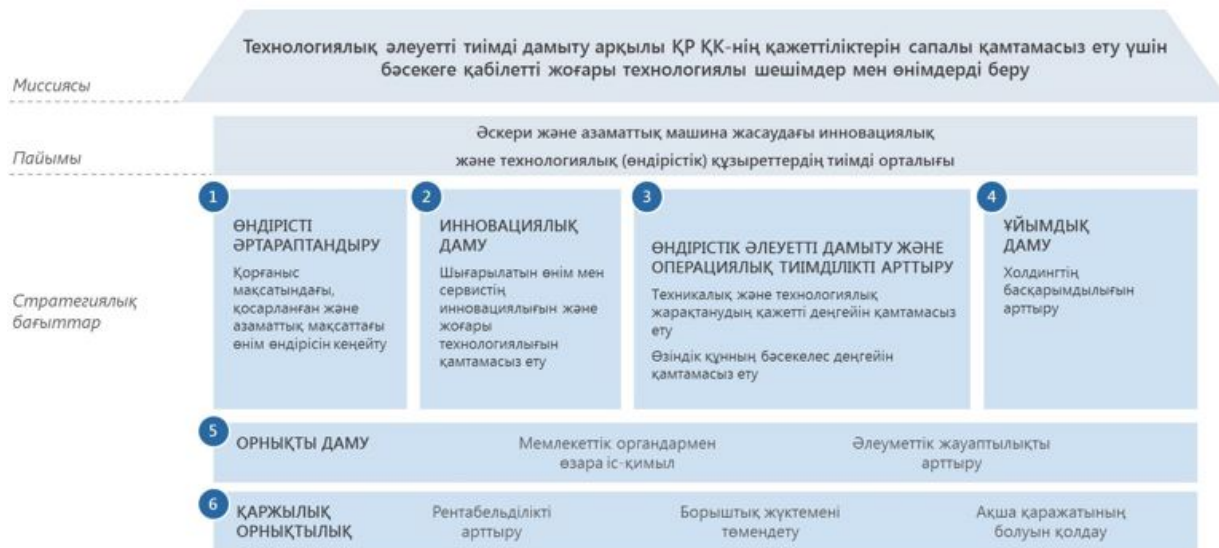 Технологиялық әлеуетті тиімді дамыту арқылы ҚР ҚК-нің қажеттіліктерін сапалы қамтамасыз ету үшін
бәсекеге қабілетті жоғары технологиялы шешімдер мен өнімдерді беру
Миссиясы
Әскери және азаматтық машина жасаудағы инновациялық
және технологиялық (өндірістік) құзыреттердің тиімді орталығы
Пайымы
Стратегиялық
бағыттар
1
ӨНДІРІСТІ
ӘРТАРАПТАНДЫРУ
Қорғаныс
мақсатындағы,
қосарланған және
азаматтық мақсаттағы
өнім өндірісін кеңейту
2
ИННОВАЦИЯЛЫҚ
ДАМУ
Шығарылатын өнім мен
сервистің
инновациялығын және
жоғары
технологиялығын
қамтамасыз ету
3
ӨНДІРІСТІК ӘЛЕУЕТТІ ДАМЫТУ ЖӘНЕ
ОПЕРАЦИЯЛЫҚ ТИІМДІЛІКТІ АРТТЫРУ
Техникалық және технологиялық
жарақтанудың қажетті деңгейін қамтамасыз
ету
Өзіндік құнның бәсекелес деңгейін
қамтамасыз ету
4
ҰЙЫМДЫҚ
ДАМУ
Холдингтің
басқарымдылығын
арттыру
5
ОРНЫҚТЫ ДАМУ
Мемлекеттік органдармен
өзара іс-қимыл
Әлеуметтік жауаптылықты
арттыру
6
ҚАРЖЫЛЫҚ
ОРНЫҚТЫЛЫҚ
Рентабельділікті
арттыру
Борыштық жүктемені
төмендету
Ақша қаражатының
болуын қолдау